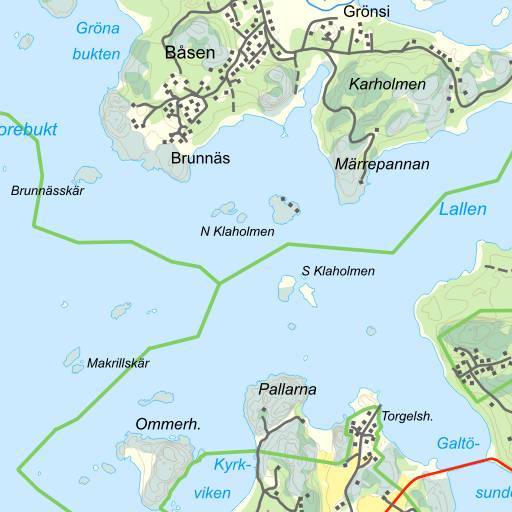 Grönsi
Gröna
bukten
Båsen
Karholmen
orebukt
Brunnäs
Märrepannan
Brunnässkär
Lallen
N Klaholmen
S Klaholmen
Makrillskär
Pallarna
Torgelsh.
Ommerh.
Galtö-
Kyrk-
viken
sund